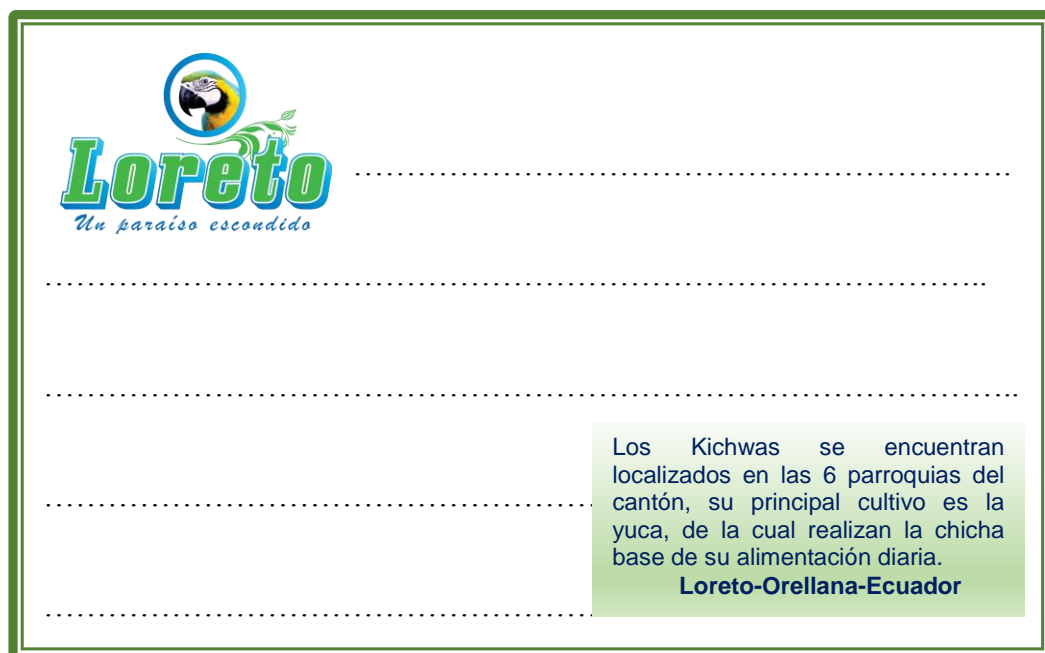 Loreto
Un paraíso escondido
……………………………………………………….
………………………………………………………………………………..
…………………………………………………………………………………..
………………………………………………
………………………………………………
Los Kichwas se encuentran
localizados en las 6 parroquias del
cantón, su principal cultivo es la
yuca, de la cual realizan la chicha
base de su alimentación diaria.
Loreto-Orellana-Ecuador